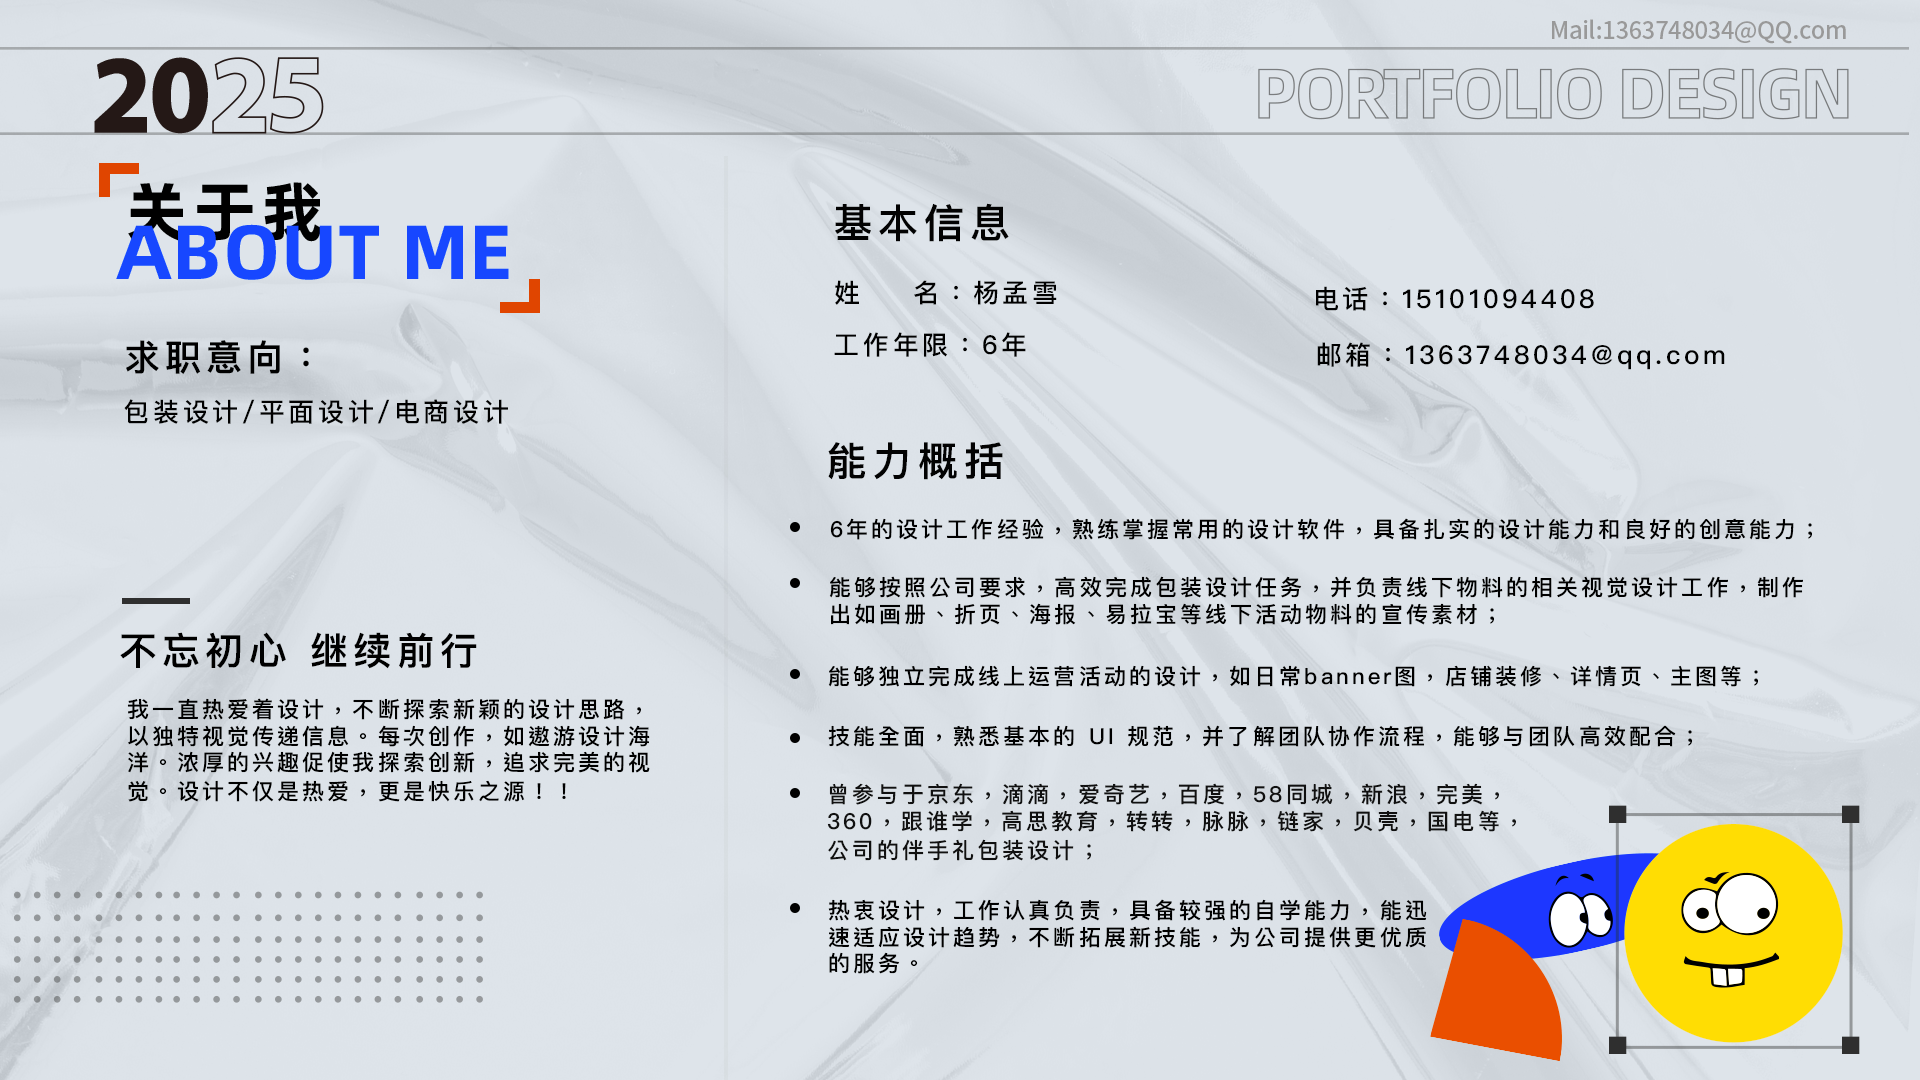 Mail:1363748034@QQ.com
2025
PORTFOLIO DESIGN
关于我
ABOUT ME
求职意向：
包装设计/平面设计/电商设计
不忘初心 继续前行
我一直热爱着设计，不断探索新颖的设计思路，
以独特视觉传递信息。每次创作，如遨游设计海
洋。浓厚的兴趣促使我探索创新，追求完美的视
觉。设计不仅是热爱，更是快乐之源！！
基本信息
姓 名：杨孟雪
工作年限：6年
电话：15101094408
邮箱：1363748034@qq.com
能力概括
6年的设计工作经验，熟练掌握常用的设计软件，具备扎实的设计能力和良好的创意能力；
能够按照公司要求，高效完成包装设计任务，并负责线下物料的相关视觉设计工作，制作
出如画册、折页、海报、易拉宝等线下活动物料的宣传素材；
能够独立完成线上运营活动的设计，如日常banner图，店铺装修、详情页、主图等；
技能全面，熟悉基本的 UI 规范，并了解团队协作流程，能够与团队高效配合；
曾参与于京东，滴滴，爱奇艺，百度，58同城，新浪，完美，
360，跟谁学，高思教育，转转，脉脉，链家，贝壳，国电等，
公司的伴手礼包装设计；
热衷设计，工作认真负责，具备较强的自学能力，能迅
速适应设计趋势，不断拓展新技能，为公司提供更优质
的服务。